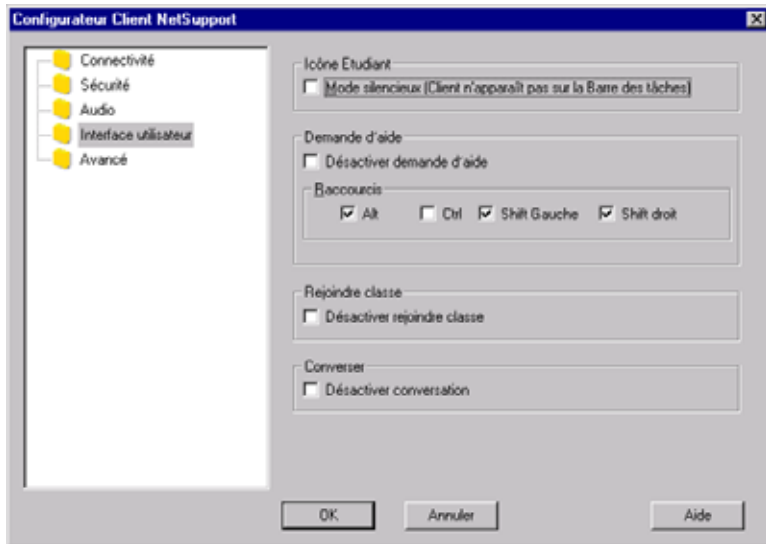 Configurateur Client NetSupport
Connectivité
Sécurité
Audio
Interface utilisateur
Avancé
Icône Etudiant
Mode silencieux (Client n'apparaît pas sur la Barre des tâches)
Demande d'aide
Désactiver demande d'aide
Raccourcis
Alt Ctrl Shift Gauche Shift droit
Rejoindre classe
Désactiver rejoindre classe
Converser
Désactiver conversation
OK Annuler Aide